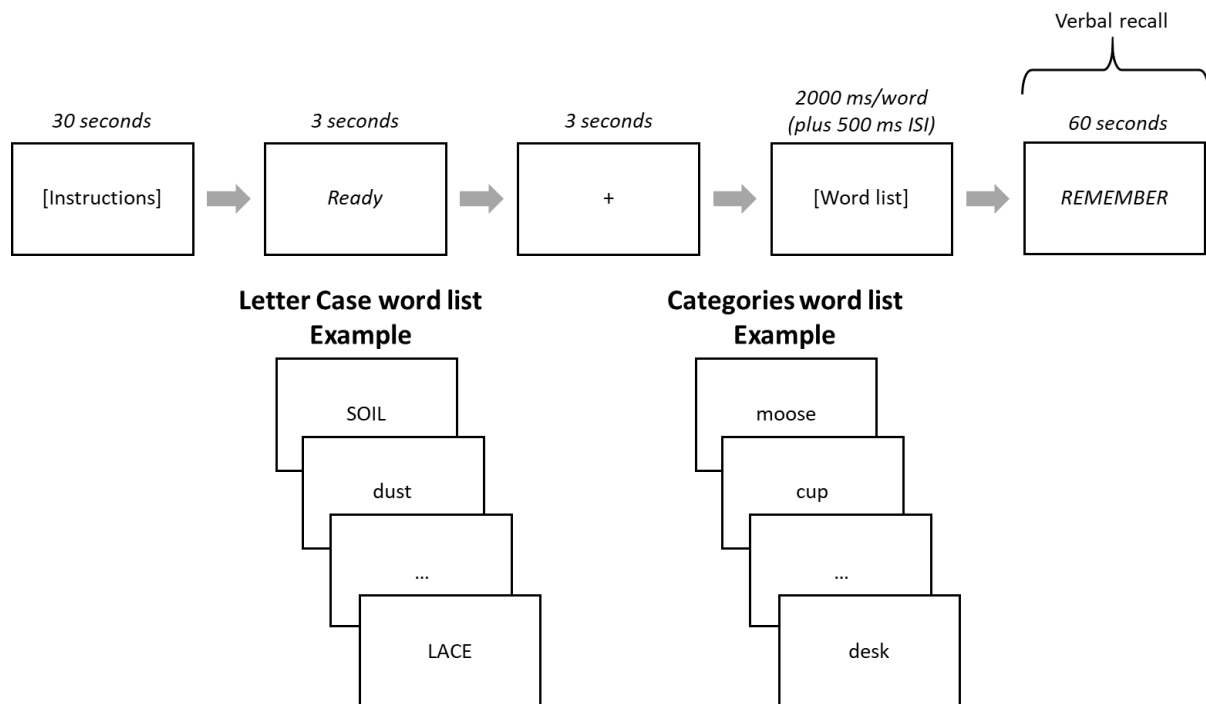 Verbal recall
30 seconds
3 seconds
3 seconds
2000 ms/word
(plus 500 ms ISI)
60 seconds
[Instructions]
Ready
+
[Word list]
REMEMBER
Letter Case word list
Example
SOIL
dust
...
LACE
Categories word list
Example
moose
cup
...
desk